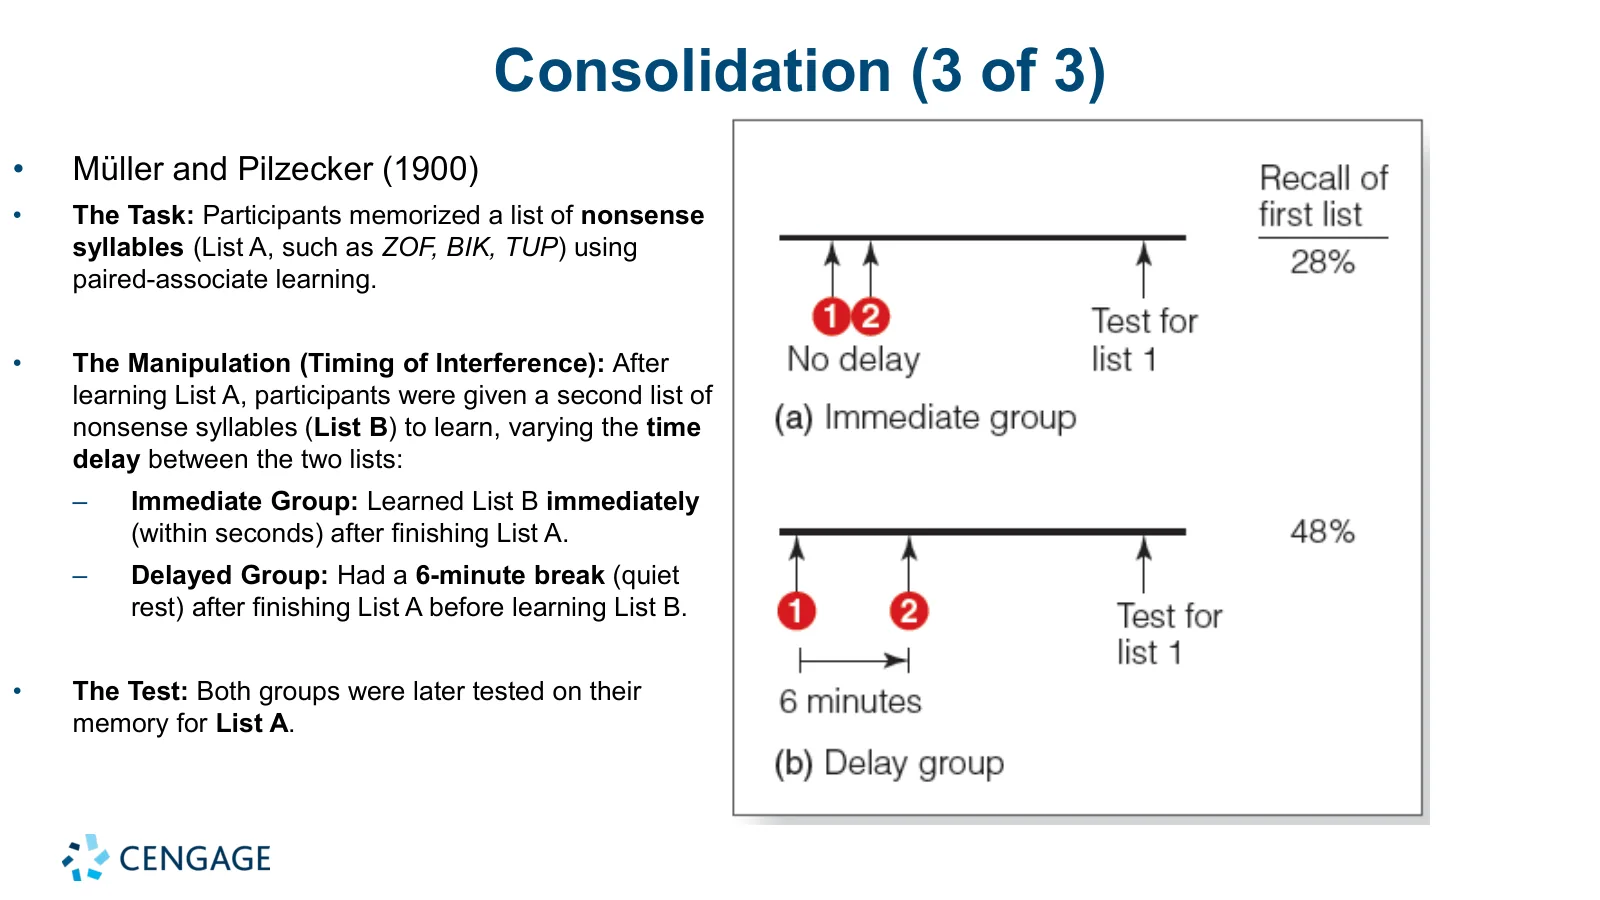 Consolidation (3 of 3)
• Müller and Pilzecker (1900)
• The Task: Participants memorized a list of nonsense
syllables (List A, such as ZOF, BIK, TUP) using
paired-associate learning.
• The Manipulation (Timing of Interference): After
learning List A, participants were given a second list of
nonsense syllables (List B) to learn, varying the time
delay between the two lists:
– Immediate Group: Learned List B immediately
(within seconds) after finishing List A.
– Delayed Group: Had a 6-minute break (quiet
rest) after finishing List A before learning List B.
• The Test: Both groups were later tested on their
memory for List A.
Recall of
first list
28%
1 2
No delay
Test for
list 1
(a) Immediate group
48%
1 2
Test for
list 1
6 minutes
(b) Delay group
CENGAGE